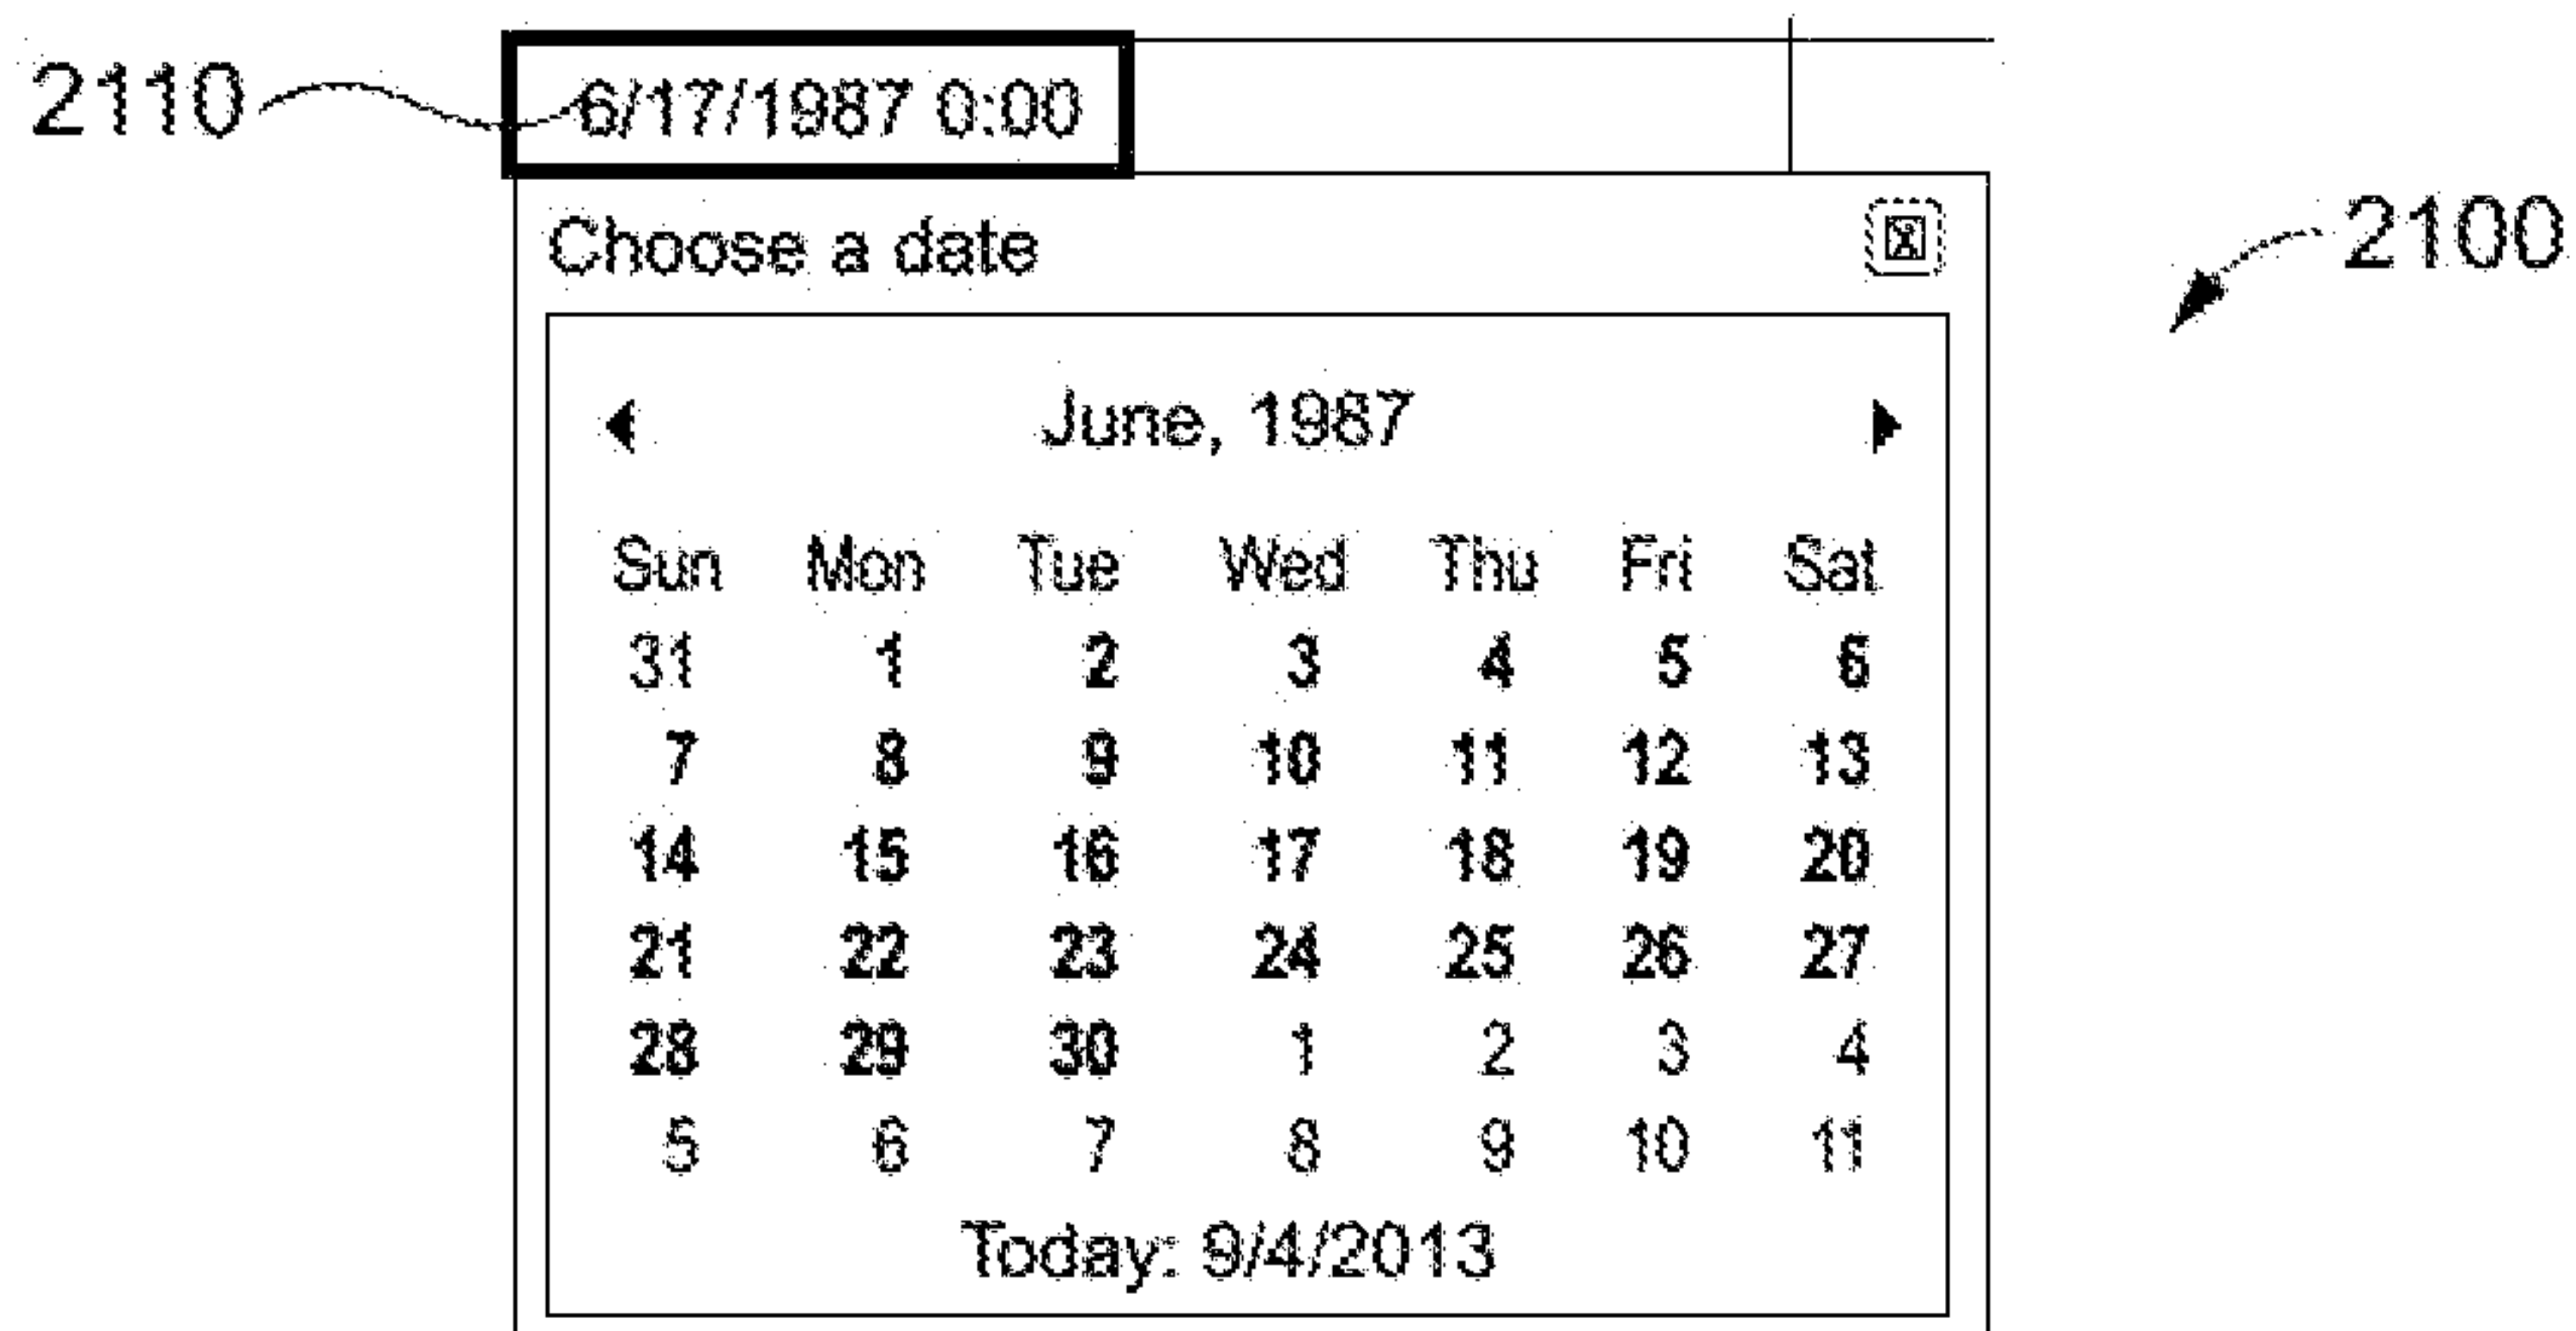 2110
6/17/1987 0:00
Choose a date
X
2100
June, 1987
Sun Mon Tue Wed Thu Fri Sat
31 1 2 3 4 5 6
7 8 9 10 11 12 13
14 15 16 17 18 19 20
21 22 23 24 25 26 27
28 29 30 1 2 3 4
5 6 7 8 9 10 11
Today: 9/4/2013